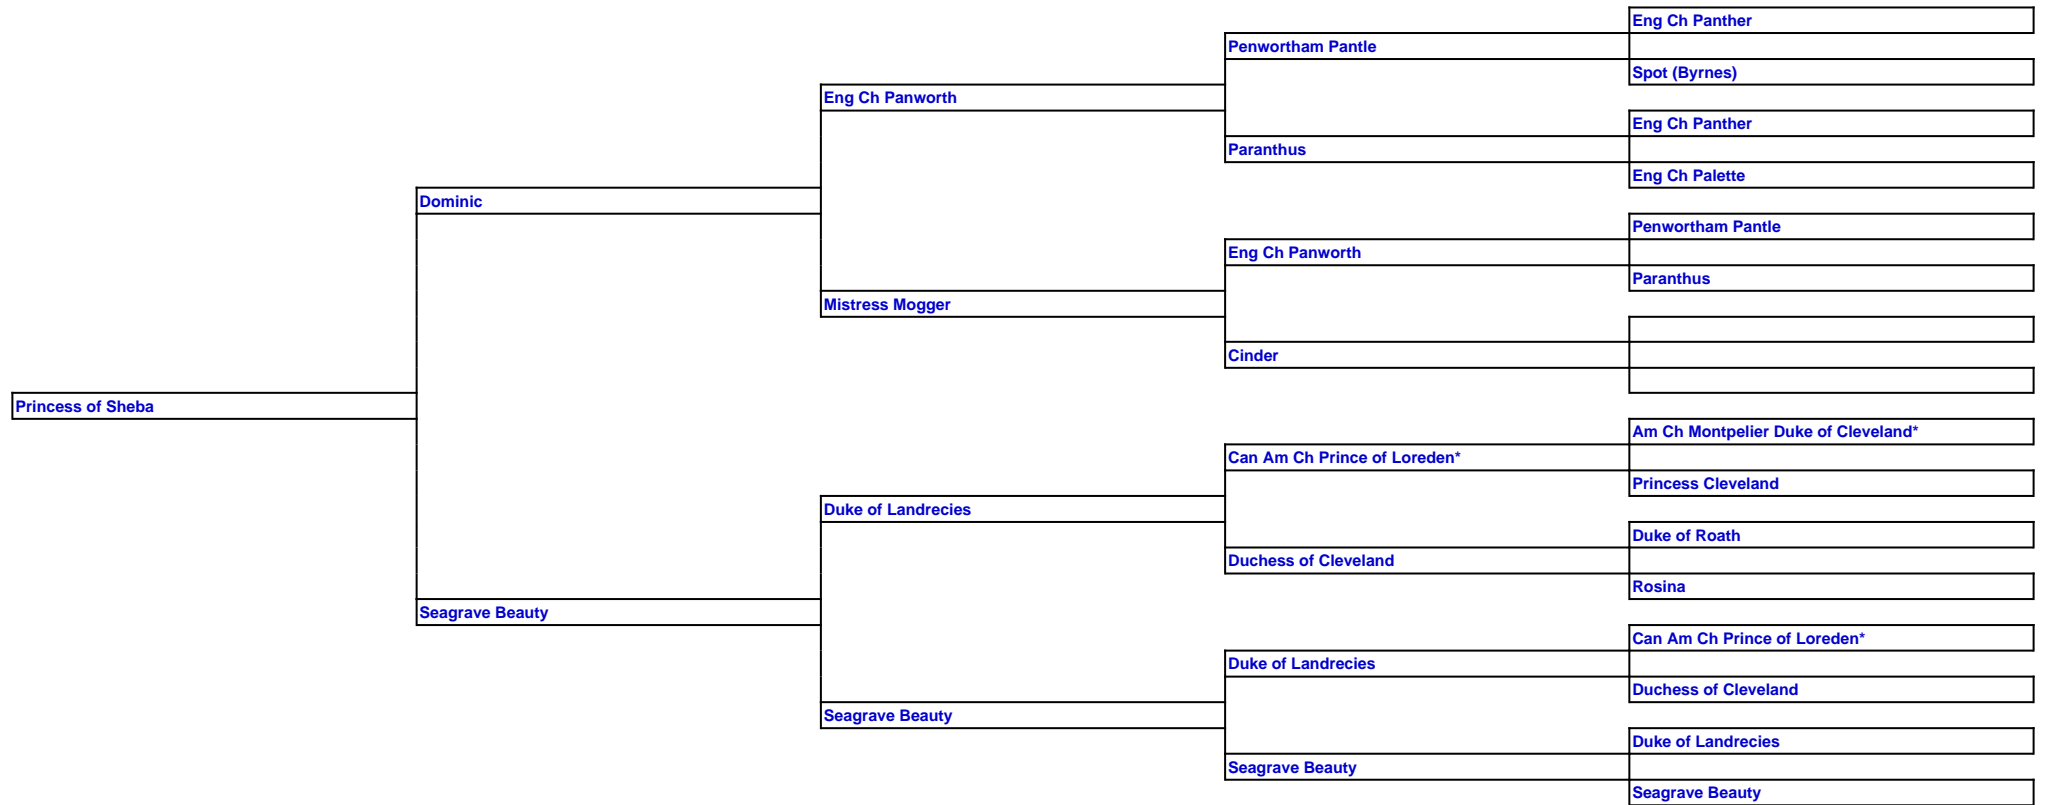 Eng Ch Panther
Penwortham Pantle
Spot (Byrnes)
Eng Ch Panworth
Eng Ch Panther
Paranthus
Eng Ch Palette
Dominic
Penwortham Pantle
Eng Ch Panworth
Paranthus
Mistress Mogger
Cinder
Princess of Sheba
Am Ch Montpelier Duke of Cleveland*
Can Am Ch Prince of Loreden*
Princess Cleveland
Duke of Landrecies
Duke of Roath
Duchess of Cleveland
Rosina
Seagrave Beauty
Can Am Ch Prince of Loreden*
Duke of Landrecies
Duchess of Cleveland
Seagrave Beauty
Duke of Landrecies
Seagrave Beauty
Seagrave Beauty